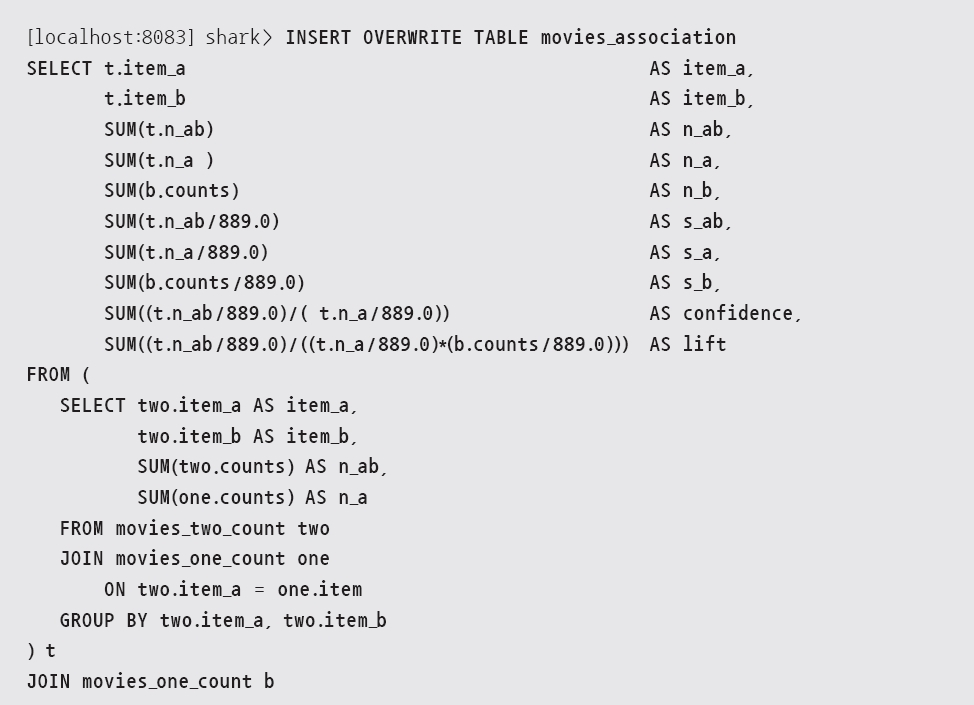 [localhost:8083] shark> INSERT OVERWRITE TABLE movies_association
SELECT t.item_a AS item_a,
t.item_b AS item_b,
SUM(t.n_ab) AS n_ab,
SUM(t.n_a ) AS n_a,
SUM(b.counts) AS n_b,
SUM(t.n_ab/889.0) AS s_ab,
SUM(t.n_a/889.0) AS s_a,
SUM(b.counts/889.0) AS s_b,
SUM((t.n_ab/889.0)/( t.n_a/889.0)) AS confidence,
SUM((t.n_ab/889.0)/((t.n_a/889.0)*(b.counts/889.0))) AS lift
FROM (
SELECT two.item_a AS item_a,
two.item_b AS item_b,
SUM(two.counts) AS n_ab,
SUM(one.counts) AS n_a
FROM movies_two_count two
JOIN movies_one_count one
ON two.item_a = one.item
GROUP BY two.item_a, two.item_b
) t
JOIN movies_one_count b